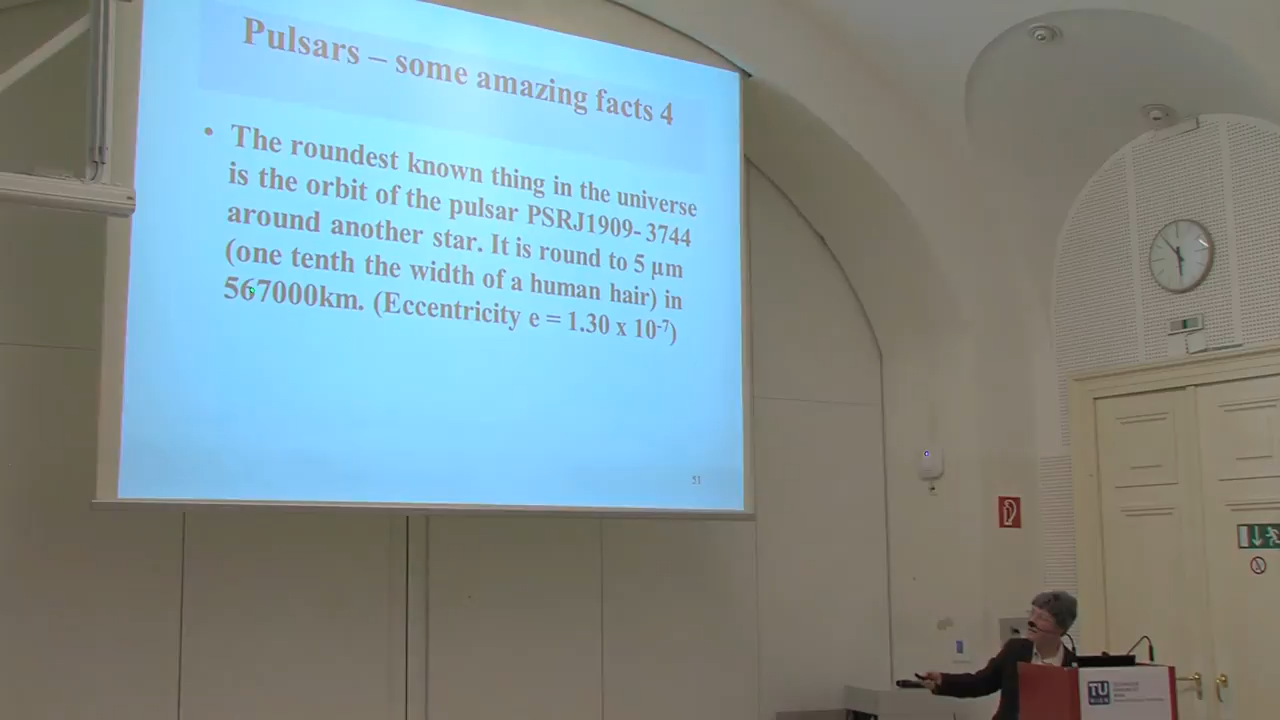 Pulsars – some amazing facts 4
• The roundest known thing in the universe
is the orbit of the pulsar PSRJ1909-3744
around another star. It is round to 5 µm
(one tenth the width of a human hair) in
567000km. (Eccentricity e = 1.30 x 10⁻⁷)
51
TU
WIEN